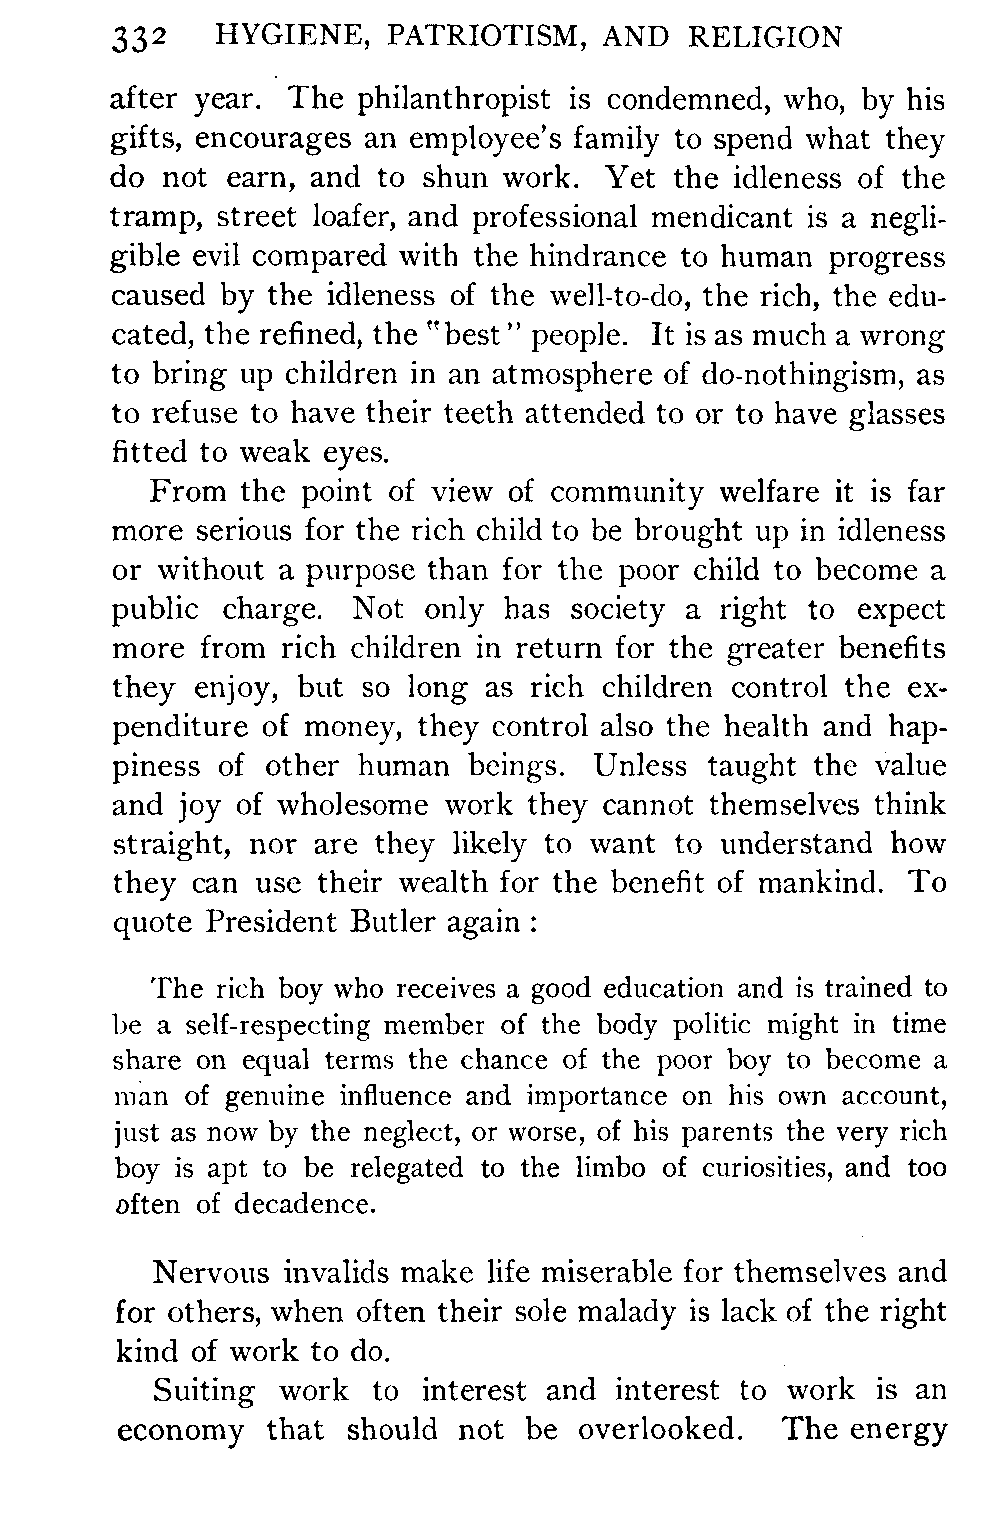 332 HYGIENE, PATRIOTISM, AND RELIGION
after year. The philanthropist is condemned, who, by his
gifts, encourages an employee's family to spend what they
do not earn, and to shun work. Yet the idleness of the
tramp, street loafer, and professional mendicant is a negli-
gible evil compared with the hindrance to human progress
caused by the idleness of the well-to-do, the rich, the edu-
cated, the refined, the "best" people. It is as much a wrong
to bring up children in an atmosphere of do-nothingism, as
to refuse to have their teeth attended to or to have glasses
fitted to weak eyes.
From the point of view of community welfare it is far
more serious for the rich child to be brought up in idleness
or without a purpose than for the poor child to become a
public charge. Not only has society a right to expect
more from rich children in return for the greater benefits
they enjoy, but so long as rich children control the ex-
penditure of money, they control also the health and hap-
piness of other human beings. Unless taught the value
and joy of wholesome work they cannot themselves think
straight, nor are they likely to want to understand how
they can use their wealth for the benefit of mankind. To
quote President Butler again :
The rich boy who receives a good education and is trained to
be a self-respecting member of the body politic might in time
share on equal terms the chance of the poor boy to become a
man of genuine influence and importance on his own account,
just as now by the neglect, or worse, of his parents the very rich
boy is apt to be relegated to the limbo of curiosities, and too
often of decadence.
Nervous invalids make life miserable for themselves and
for others, when often their sole malady is lack of the right
kind of work to do.
Suiting work to interest and interest to work is an
economy that should not be overlooked. The energy